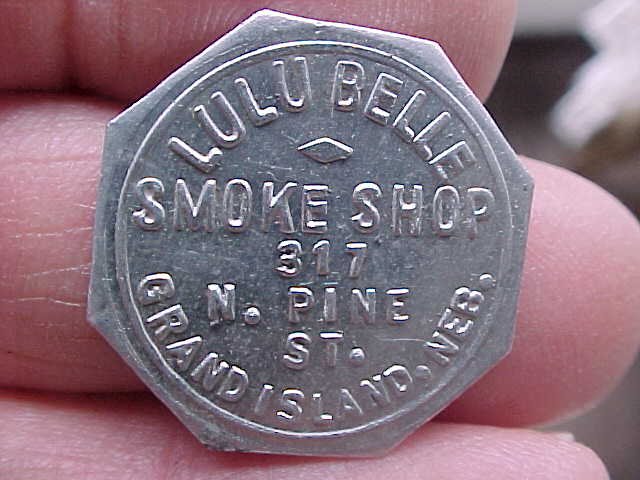 LULU BELLE
SMOKE SHOP
317
N. PINE
ST.
GRAND ISLAND, NEB.